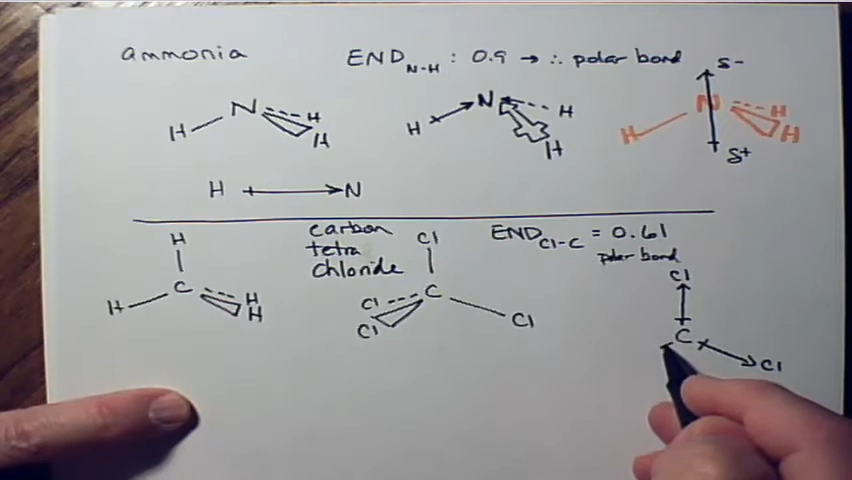 ammonia
END N-H : 0.9 → ∴ polar bond
δ-
H N H H
H N H H
H N H H
δ+
H → N
carbon tetra chloride
END Cl-C = 0.61
polar bond
H
H C H H
Cl
Cl C
Cl Cl
Cl
C
Cl